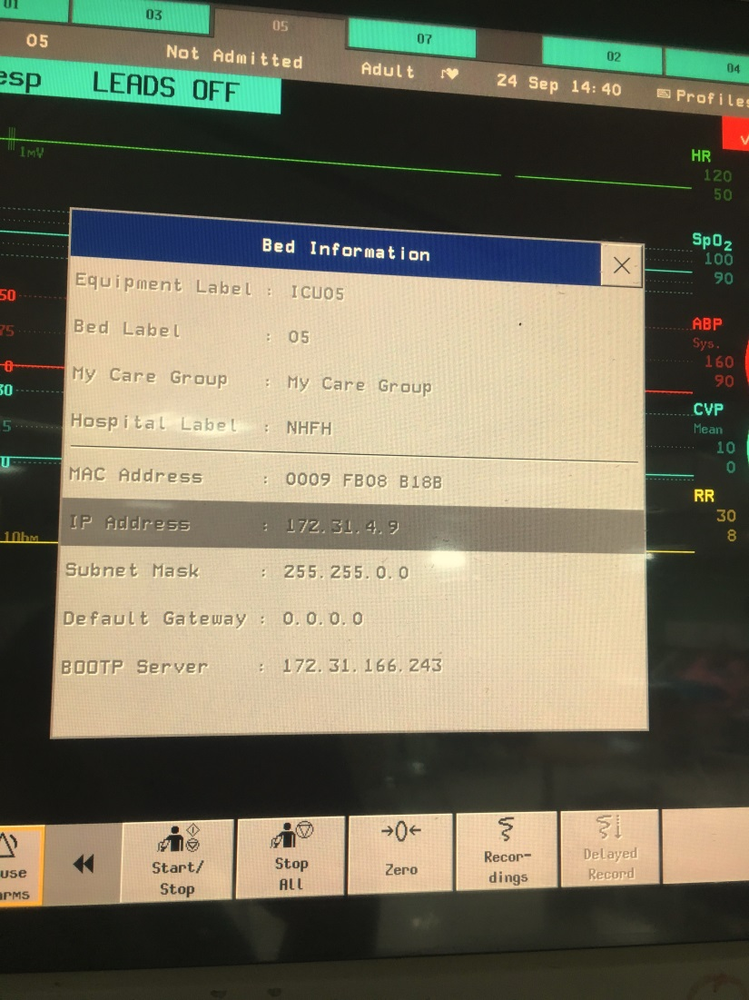 01 03 05 07 02 04
05 Not Admitted Adult 24 Sep 14:40 Profiles
esp LEADS OFF
1mV
HR
120
50
SpO2
100
90
ABP
Sys.
160
90
CVP
Mean
10
0
RR
30
8
50
75
0
30
5
0
1Ohm
Bed Information
Equipment Label : ICU05
Bed Label : 05
My Care Group : My Care Group
Hospital Label : NHFH
MAC Address : 0009 FB08 B18B
IP Address : 172.31.4.9
Subnet Mask : 255.255.0.0
Default Gateway : 0.0.0.0
BOOTP Server : 172.31.166.243
use
arms
Start/
Stop
Stop
All
→0←
Zero
Recor-
dings
Delayed
Record